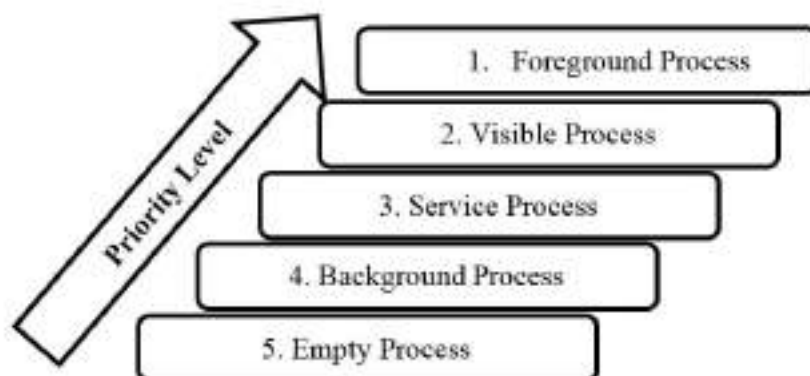 1. Foreground Process
2. Visible Process
3. Service Process
4. Background Process
5. Empty Process
Priority Level